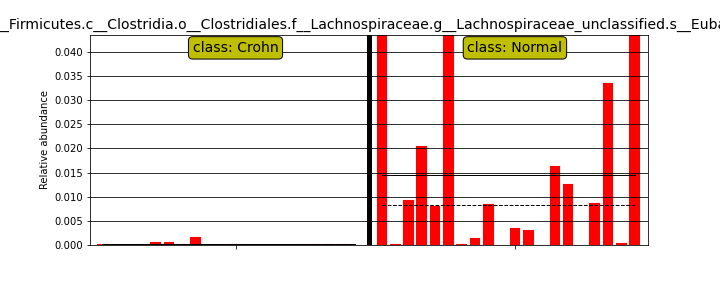 __Firmicutes.c__Clostridia.o__Clostridiales.f__Lachnospiraceae.g__Lachnospiraceae_unclassified.s__Euba
class: Crohn
class: Normal
0.040
0.035
0.030
0.025
0.020
0.015
0.010
0.005
0.000
Relative abundance